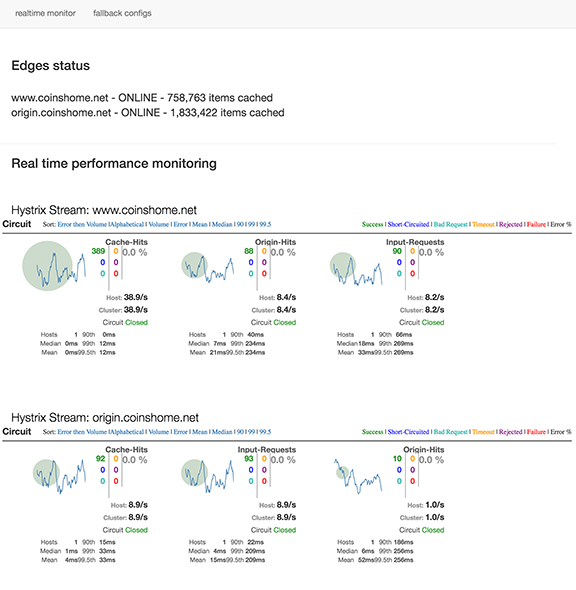 realtime monitor fallback configs
Edges status
www.coinshome.net - ONLINE - 758,763 items cached
origin.coinshome.net - ONLINE - 1,833,422 items cached
Real time performance monitoring
Hystrix Stream: www.coinshome.net
Circuit Sort: Error then Volume |Alphabetical | Volume | Error | Mean | Median | 90 | 99 | 99.5 Success | Short-Circuited | Bad Request | Timeout | Rejected | Failure | Error %
Cache-Hits Origin-Hits Input-Requests
389 0 0.0 % 88 0 0.0 % 90 0 0.0 %
0 0 0 0 0 0
0 0 0 0 0 0
Host: 38.9/s Host: 8.4/s Host: 8.2/s
Cluster: 38.9/s Cluster: 8.4/s Cluster: 8.2/s
Circuit Closed Circuit Closed Circuit Closed
Hosts 1 90th 0ms Hosts 1 90th 40ms Hosts 1 90th 66ms
Median 0ms 99th 12ms Median 7ms 99th 234ms Median 18ms 99th 269ms
Mean 0ms 99.5th 12ms Mean 21ms 99.5th 234ms Mean 33ms 99.5th 269ms
Hystrix Stream: origin.coinshome.net
Circuit Sort: Error then Volume |Alphabetical | Volume | Error | Mean | Median | 90 | 99 | 99.5 Success | Short-Circuited | Bad Request | Timeout | Rejected | Failure | Error %
Cache-Hits Input-Requests Origin-Hits
92 0 0.0 % 93 0 0.0 % 10 0 0.0 %
0 0 0 0 0 0
0 0 0 0 0 0
Host: 8.9/s Host: 8.9/s Host: 1.0/s
Cluster: 8.9/s Cluster: 8.9/s Cluster: 1.0/s
Circuit Closed Circuit Closed Circuit Closed
Hosts 1 90th 15ms Hosts 1 90th 22ms Hosts 1 90th 186ms
Median 1ms 99th 33ms Median 4ms 99th 209ms Median 6ms 99th 256ms
Mean 4ms 99.5th 33ms Mean 15ms 99.5th 209ms Mean 52ms 99.5th 256ms